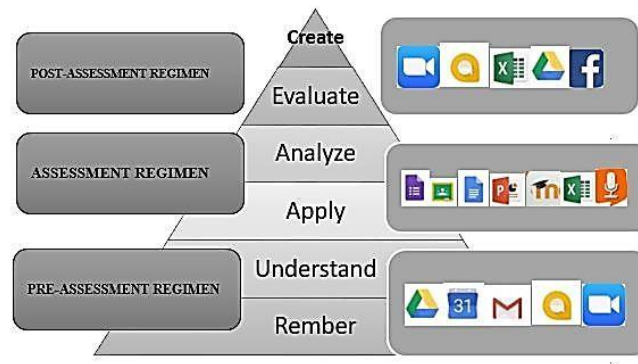 Create
POST-ASSESSMENT REGIMEN
Evaluate
Analyze
ASSESSMENT REGIMEN
Apply
Understand
PRE-ASSESSMENT REGIMEN
31
Rember